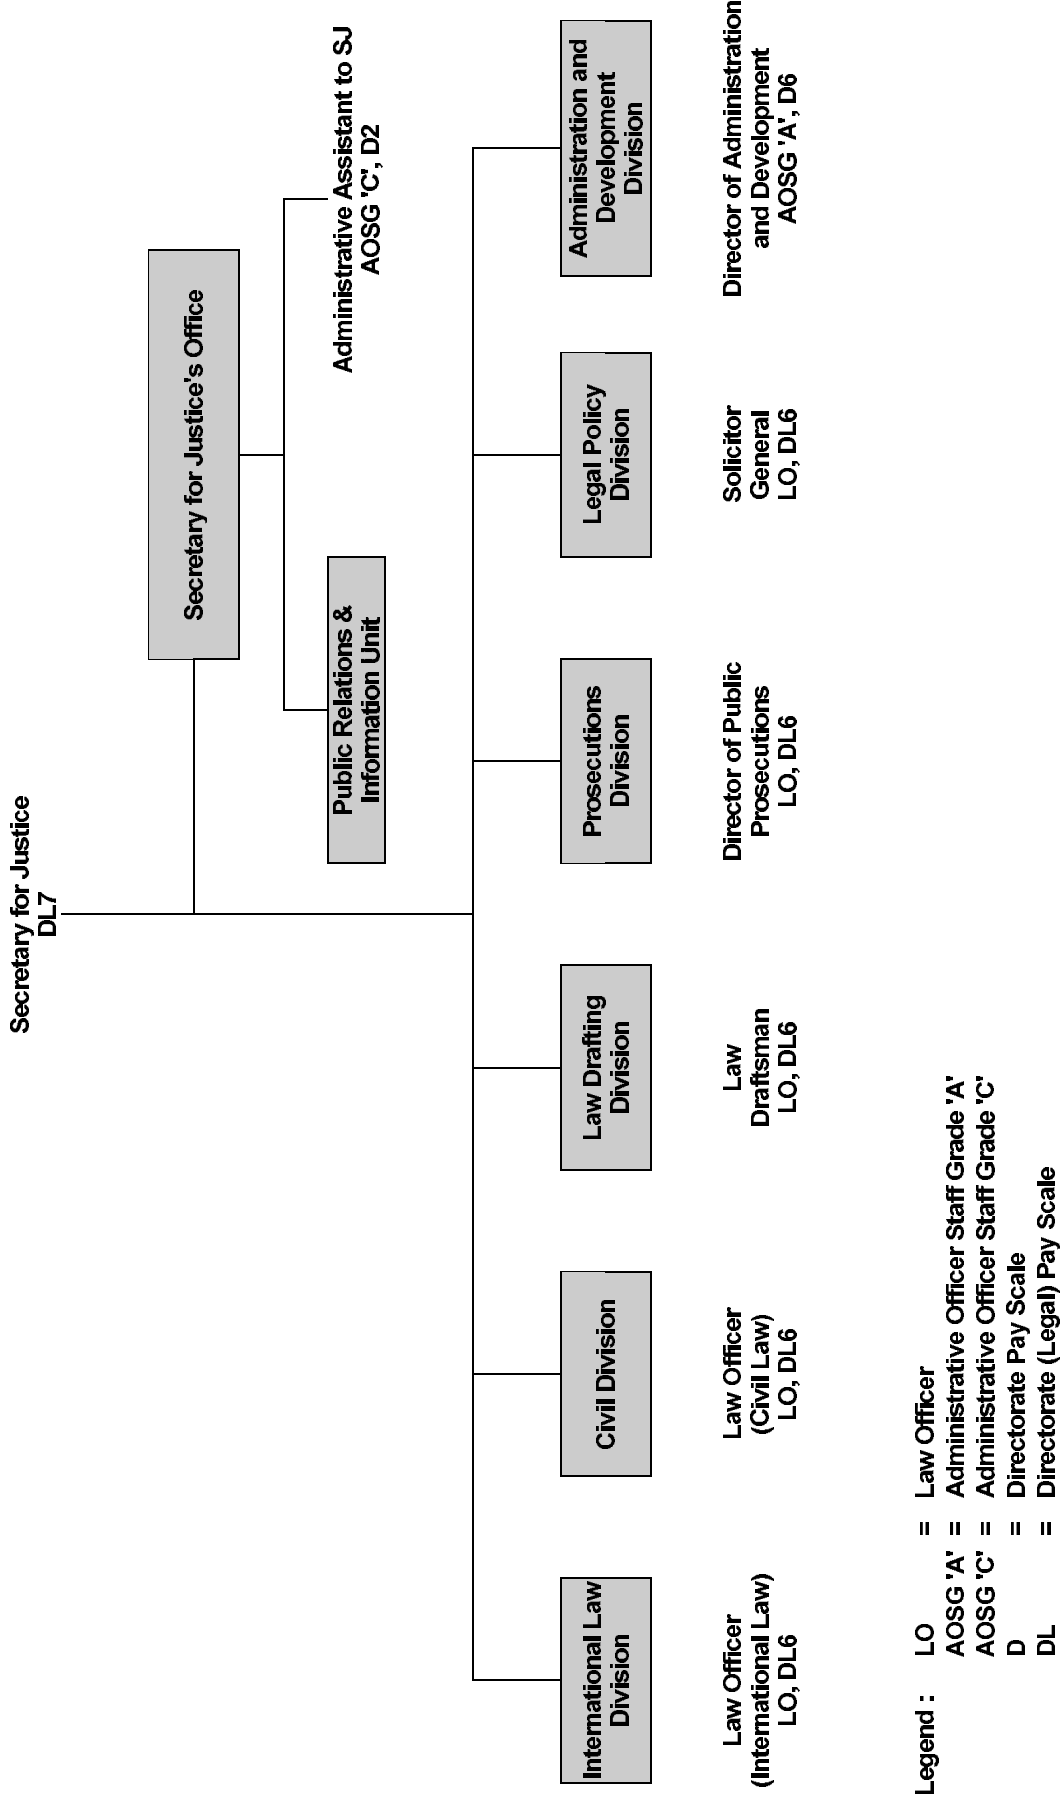 Secretary for Justice
DL7
Secretary for Justice's Office
Public Relations &
Information Unit
Administrative Assistant to SJ
AOSG 'C', D2
International Law
Division
Civil Division
Law Drafting
Division
Prosecutions
Division
Legal Policy
Division
Administration and
Development
Division
Law Officer
(International Law)
LO, DL6
Law Officer
(Civil Law)
LO, DL6
Law
Draftsman
LO, DL6
Director of Public
Prosecutions
LO, DL6
Solicitor
General
LO, DL6
Director of Administration
and Development
AOSG 'A', D6
Legend : LO = Law Officer
AOSG 'A' = Administrative Officer Staff Grade 'A'
AOSG 'C' = Administrative Officer Staff Grade 'C'
D = Directorate Pay Scale
DL = Directorate (Legal) Pay Scale